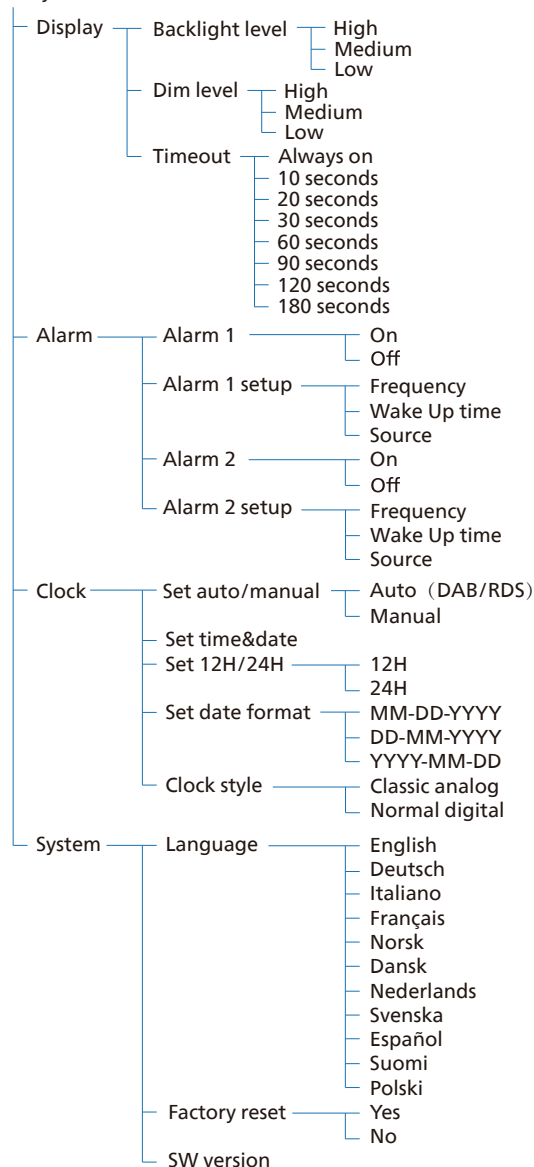 Display Backlight level High
Medium
Low
Dim level High
Medium
Low
Timeout Always on
10 seconds
20 seconds
30 seconds
60 seconds
90 seconds
120 seconds
180 seconds
Alarm Alarm 1 On
Off
Alarm 1 setup Frequency
Wake Up time
Source
Alarm 2 On
Off
Alarm 2 setup Frequency
Wake Up time
Source
Clock Set auto/manual Auto（DAB/RDS）
Manual
Set time&date
Set 12H/24H 12H
24H
Set date format MM-DD-YYYY
DD-MM-YYYY
YYYY-MM-DD
Clock style Classic analog
Normal digital
System Language English
Deutsch
Italiano
Français
Norsk
Dansk
Nederlands
Svenska
Español
Suomi
Polski
Factory reset Yes
No
SW version